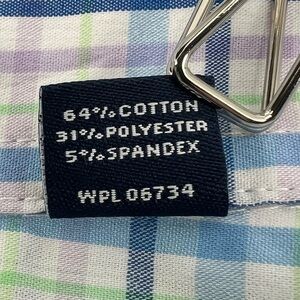 64% COTTON
31% POLYESTER
5% SPANDEX
WPL 06734